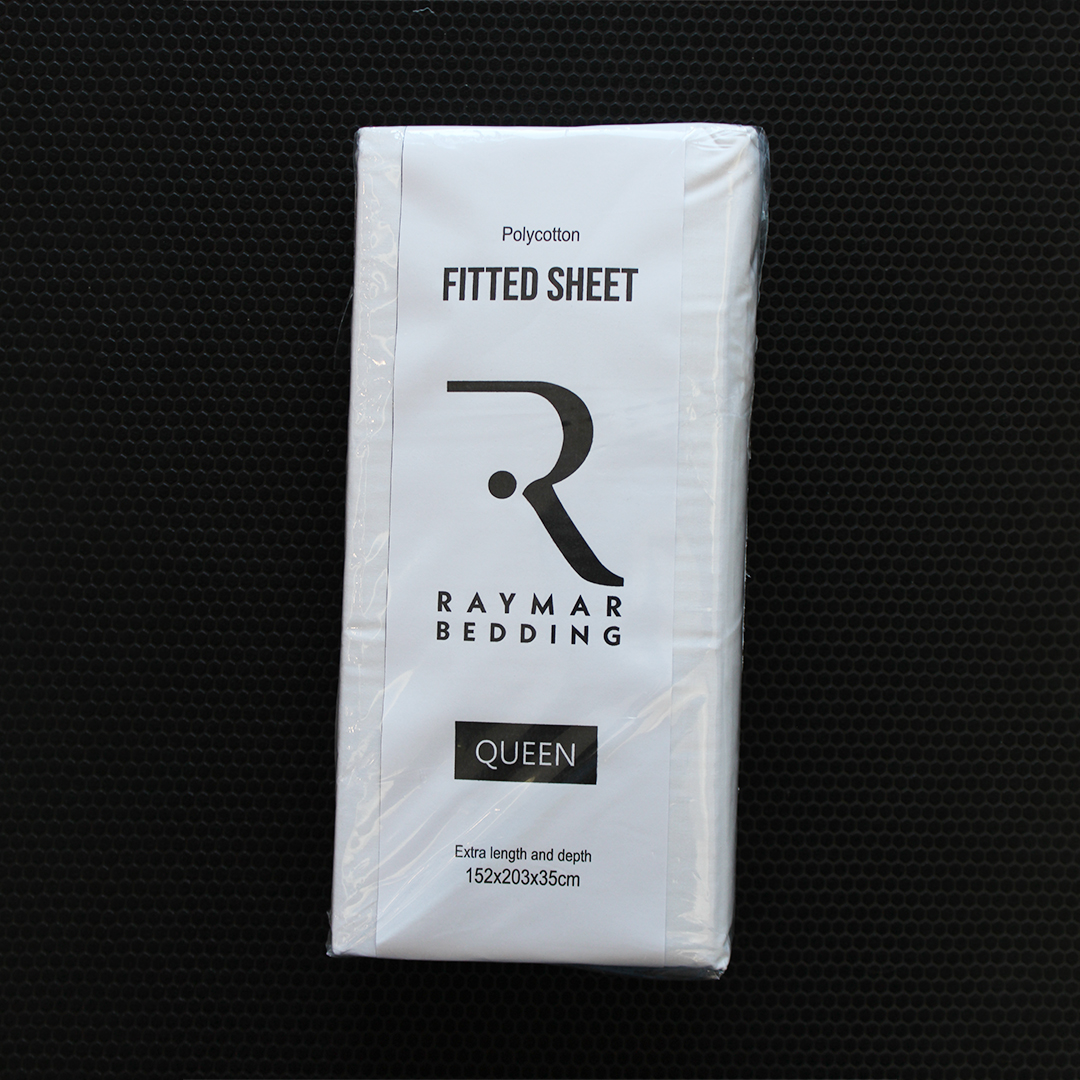 Polycotton
FITTED SHEET
R
RAYMAR
BEDDING
QUEEN
Extra length and depth
152x203x35cm